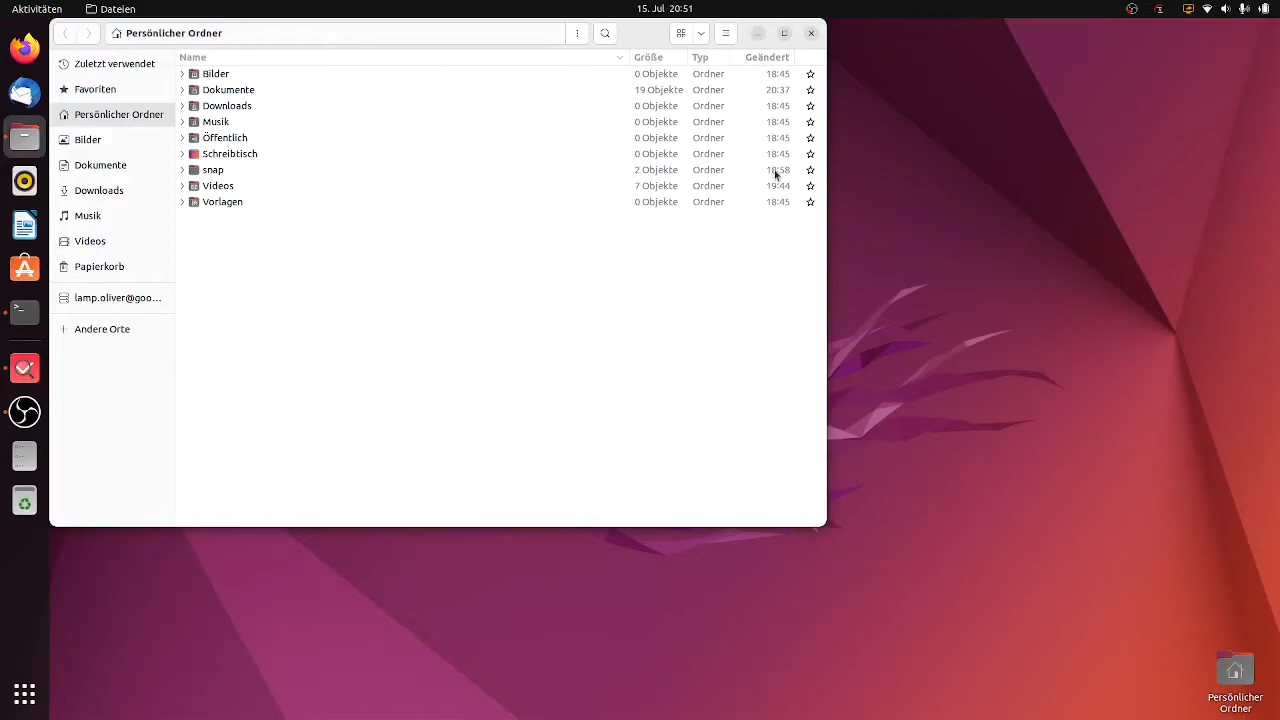 Aktivitäten Dateien 15. Jul 20:51
Persönlicher Ordner
Name Größe Typ Geändert
Zuletzt verwendet
Favoriten
Persönlicher Ordner
Bilder
Dokumente
Downloads
Musik
Videos
Papierkorb
lamp.oliver@goo...
Andere Orte
Bilder 0 Objekte Ordner 18:45
Dokumente 19 Objekte Ordner 20:37
Downloads 0 Objekte Ordner 18:45
Musik 0 Objekte Ordner 18:45
Öffentlich 0 Objekte Ordner 18:45
Schreibtisch 0 Objekte Ordner 18:45
snap 2 Objekte Ordner 18:58
Videos 7 Objekte Ordner 19:44
Vorlagen 0 Objekte Ordner 18:45
Persönlicher
Ordner